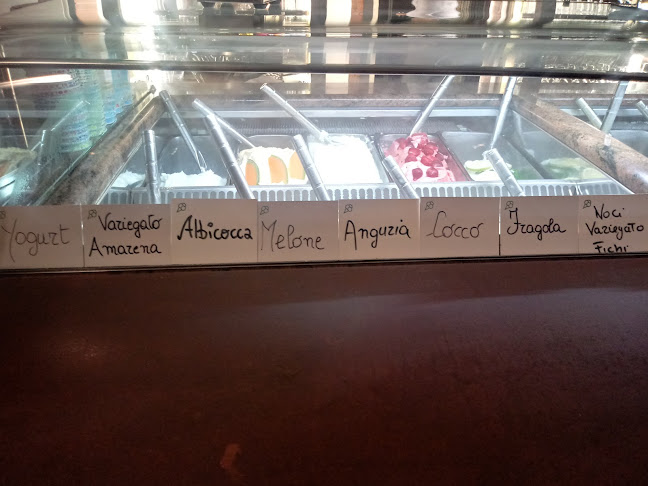 Yogurt
Variegato
Amarena
Albicocca
Melone
Anguria
Cocco
Fragola
Noci
Variegato
Fichi